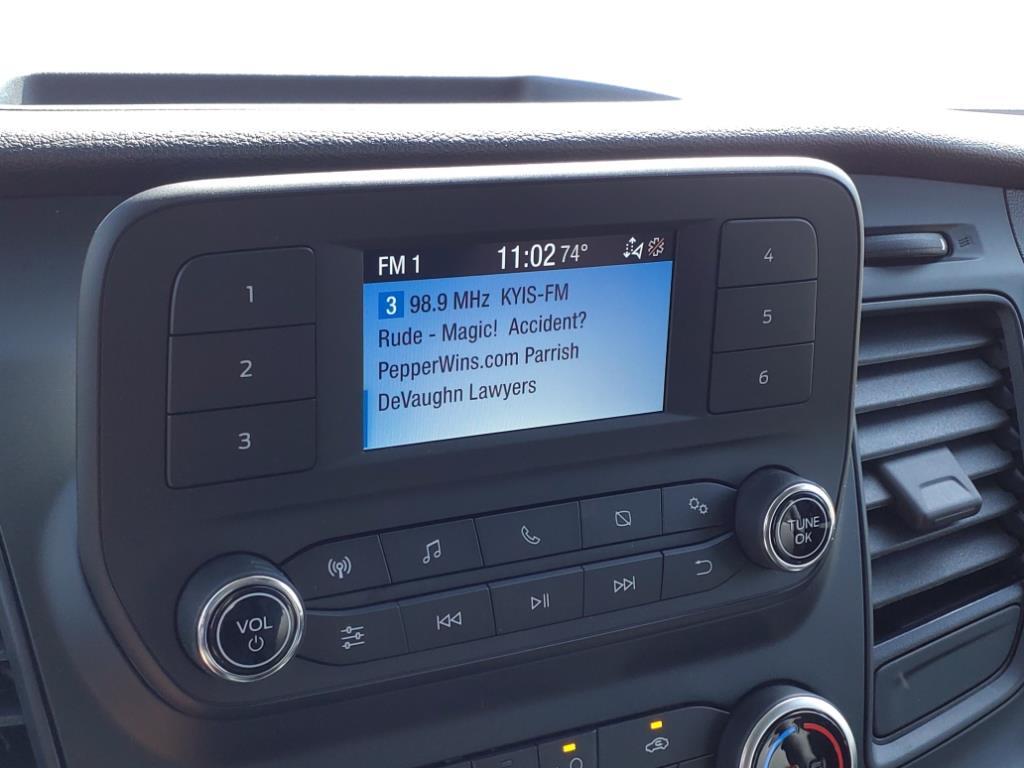 FM 1 11:02 74°
3 98.9 MHz KYIS-FM
Rude - Magic! Accident?
PepperWins.com Parrish
DeVaughn Lawyers
1
2
3
4
5
6
TUNE
OK
VOL